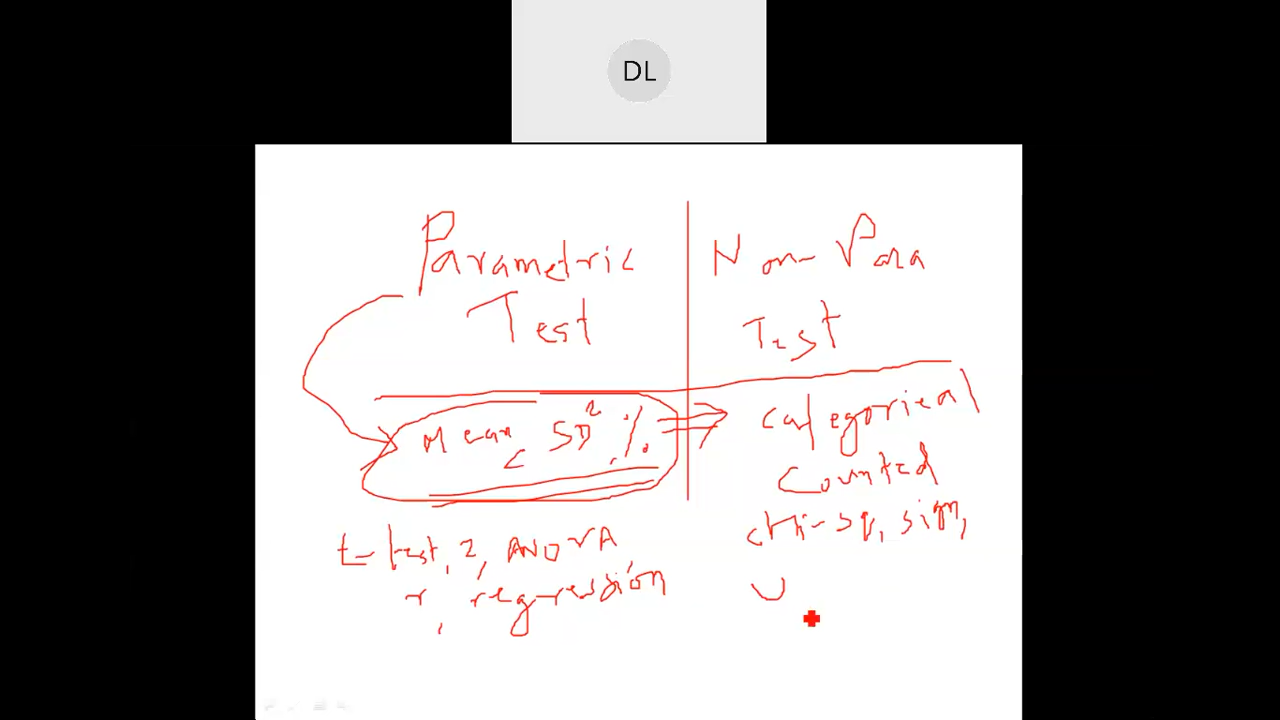 DL
Parametric
Test
Mean, SD², %
t-test, z, ANOVA
r, regression
Non-Para
Test
Categorical
Counted
chi-sq, sign,
U